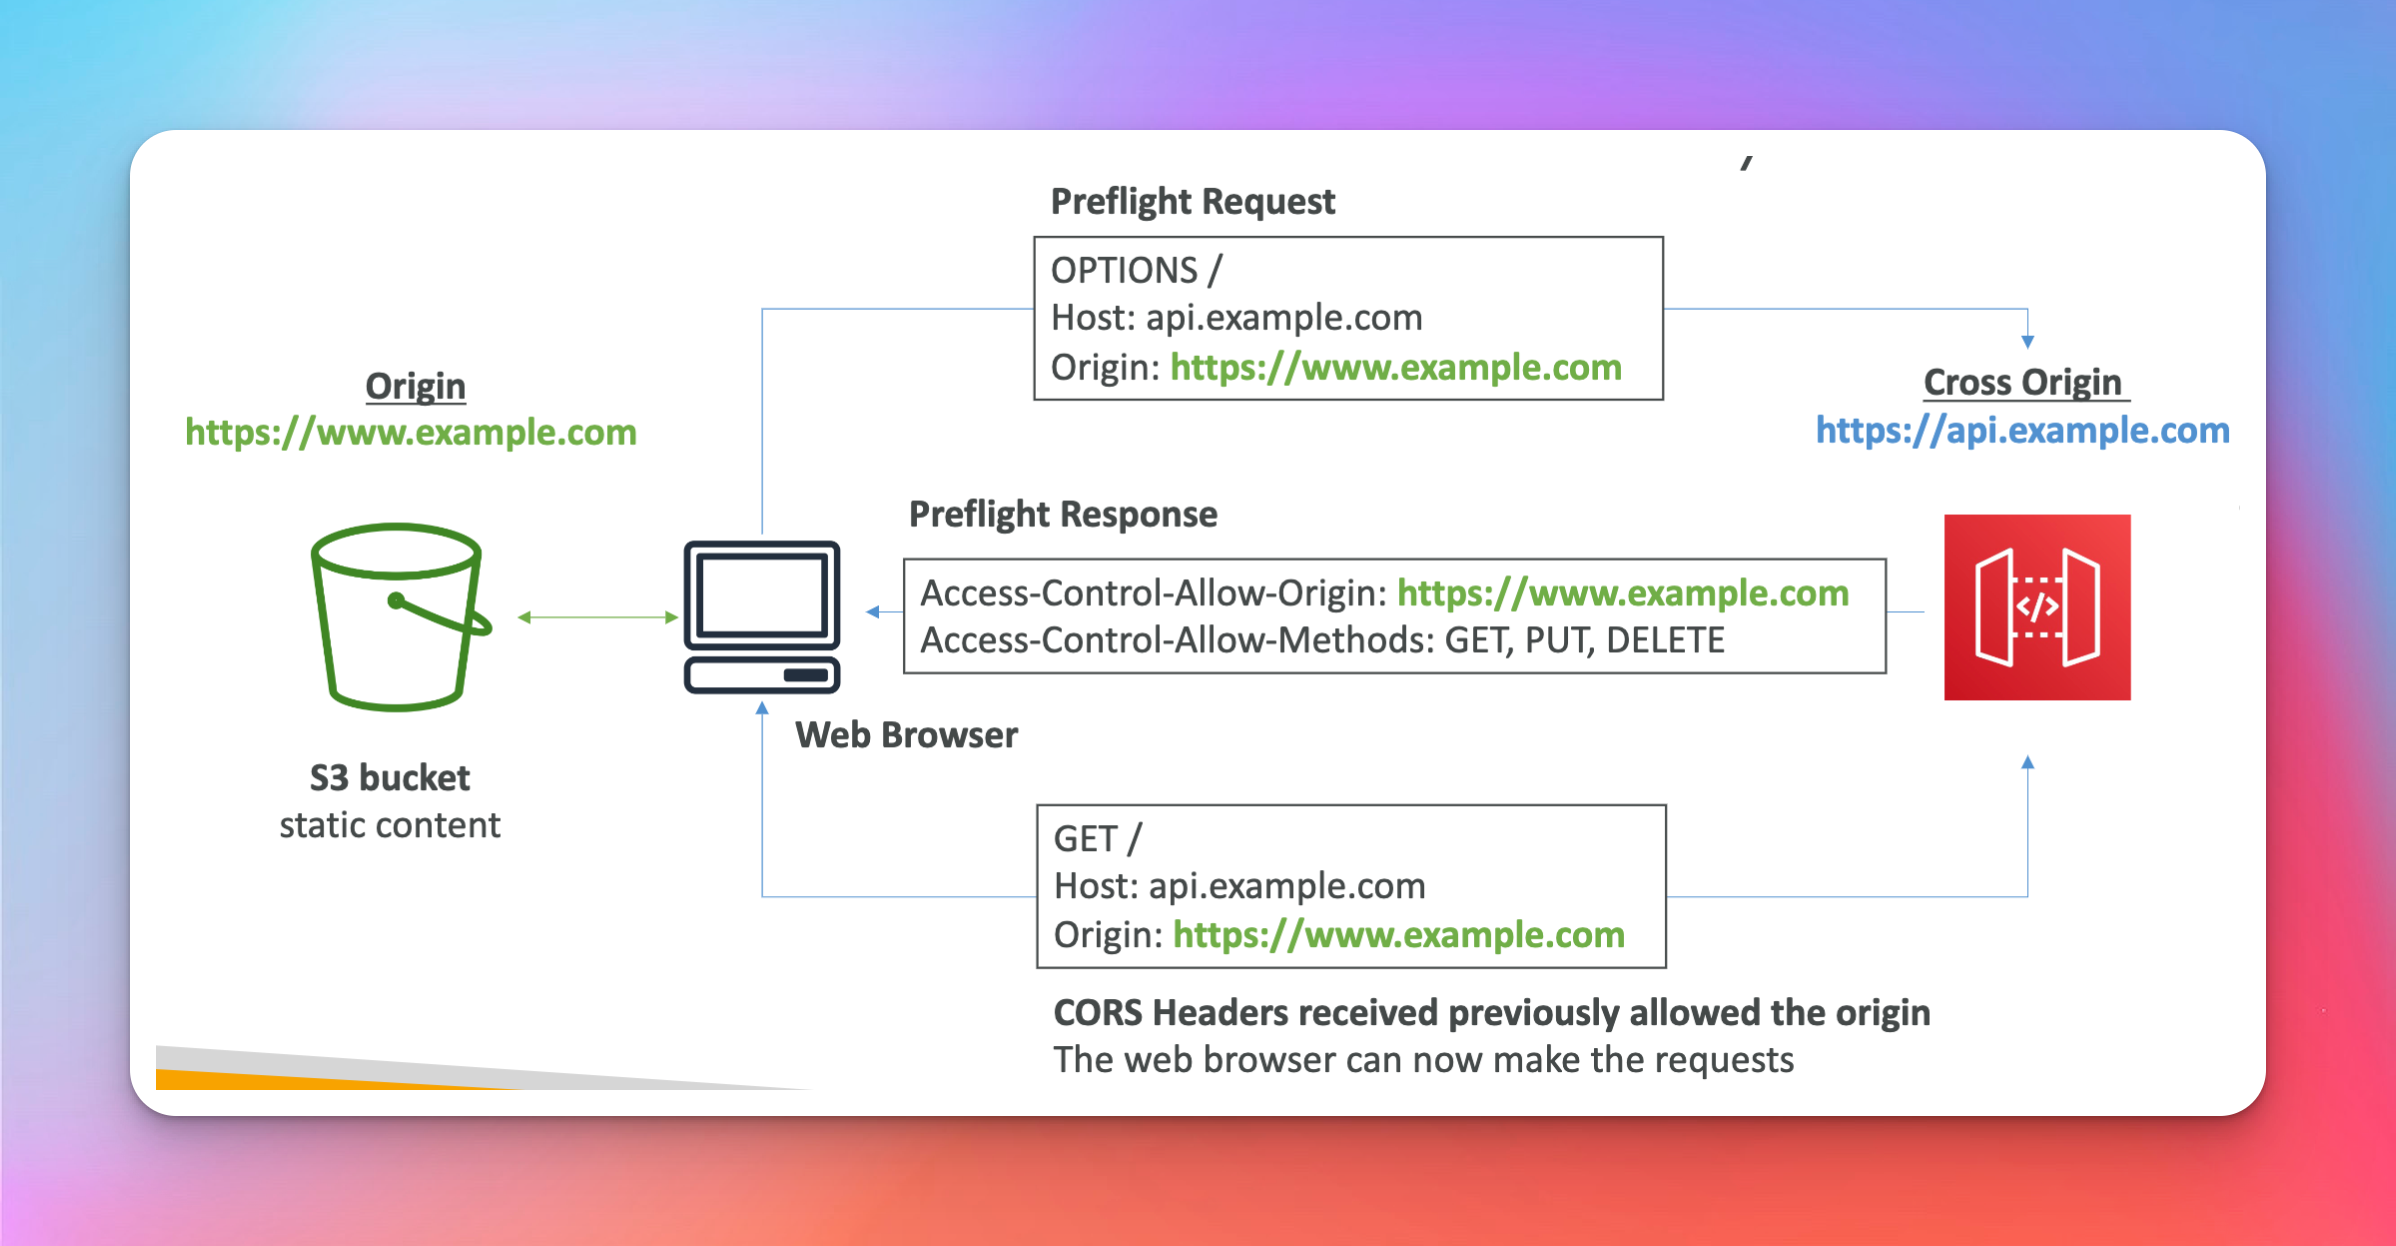 Preflight Request
OPTIONS /
Host: api.example.com
Origin: https://www.example.com
Origin
https://www.example.com
Cross Origin
https://api.example.com
Preflight Response
Access-Control-Allow-Origin: https://www.example.com
Access-Control-Allow-Methods: GET, PUT, DELETE
</>
Web Browser
S3 bucket
static content
GET /
Host: api.example.com
Origin: https://www.example.com
CORS Headers received previously allowed the origin
The web browser can now make the requests